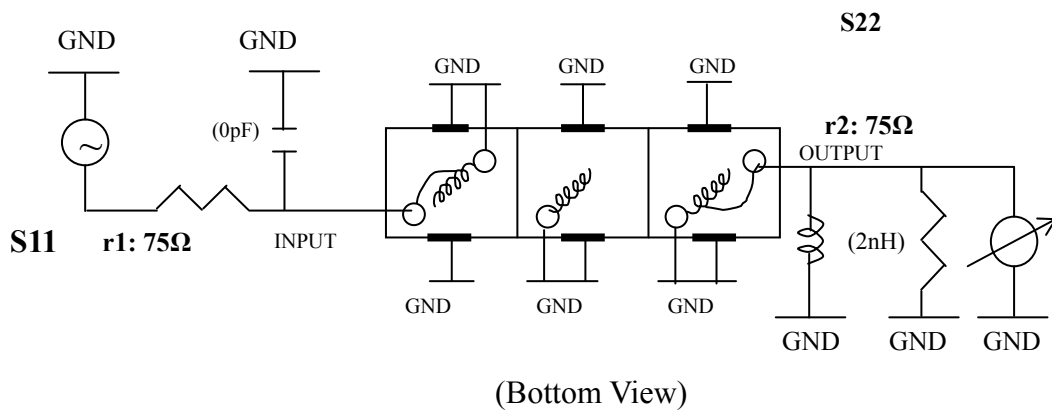 S22
GND
GND
GND
GND
GND
(0pF)
r2: 75Ω
OUTPUT
S11
r1: 75Ω
INPUT
(2nH)
GND
GND
GND
GND
GND
GND
(Bottom View)